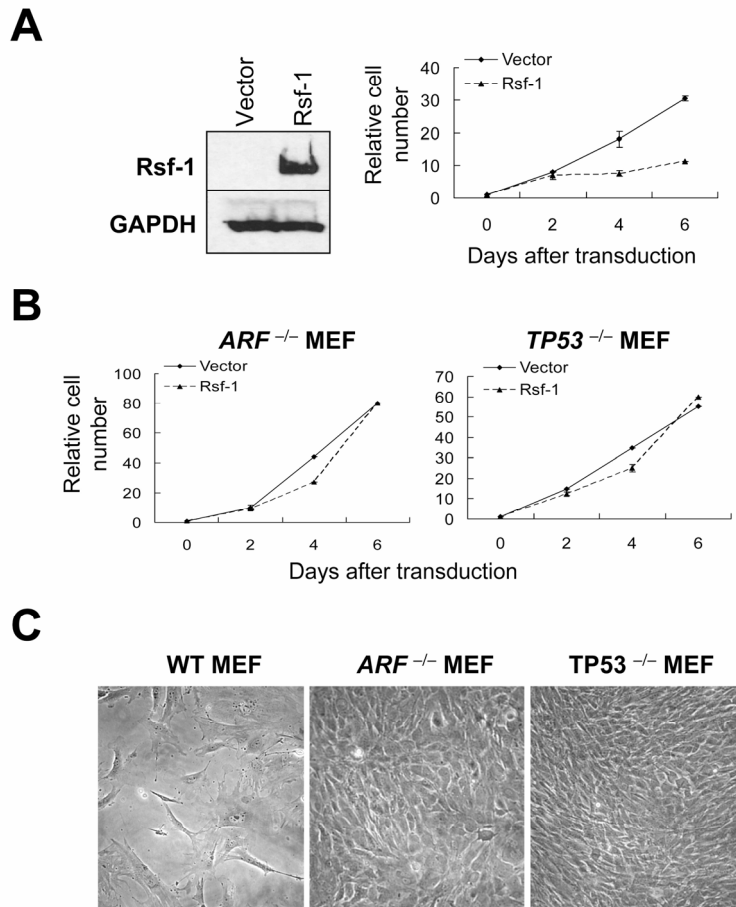 A
Vector
Rsf-1
Rsf-1
GAPDH
Relative cell
number
Vector
Rsf-1
40
30
20
10
0
0 2 4 6
Days after transduction
B
ARF –/– MEF
Relative cell
number
Vector
Rsf-1
100
80
60
40
20
0
0 2 4 6
TP53 –/– MEF
Vector
Rsf-1
70
60
50
40
30
20
10
0
0 2 4 6
Days after transduction
C
WT MEF
ARF –/– MEF
TP53 –/– MEF